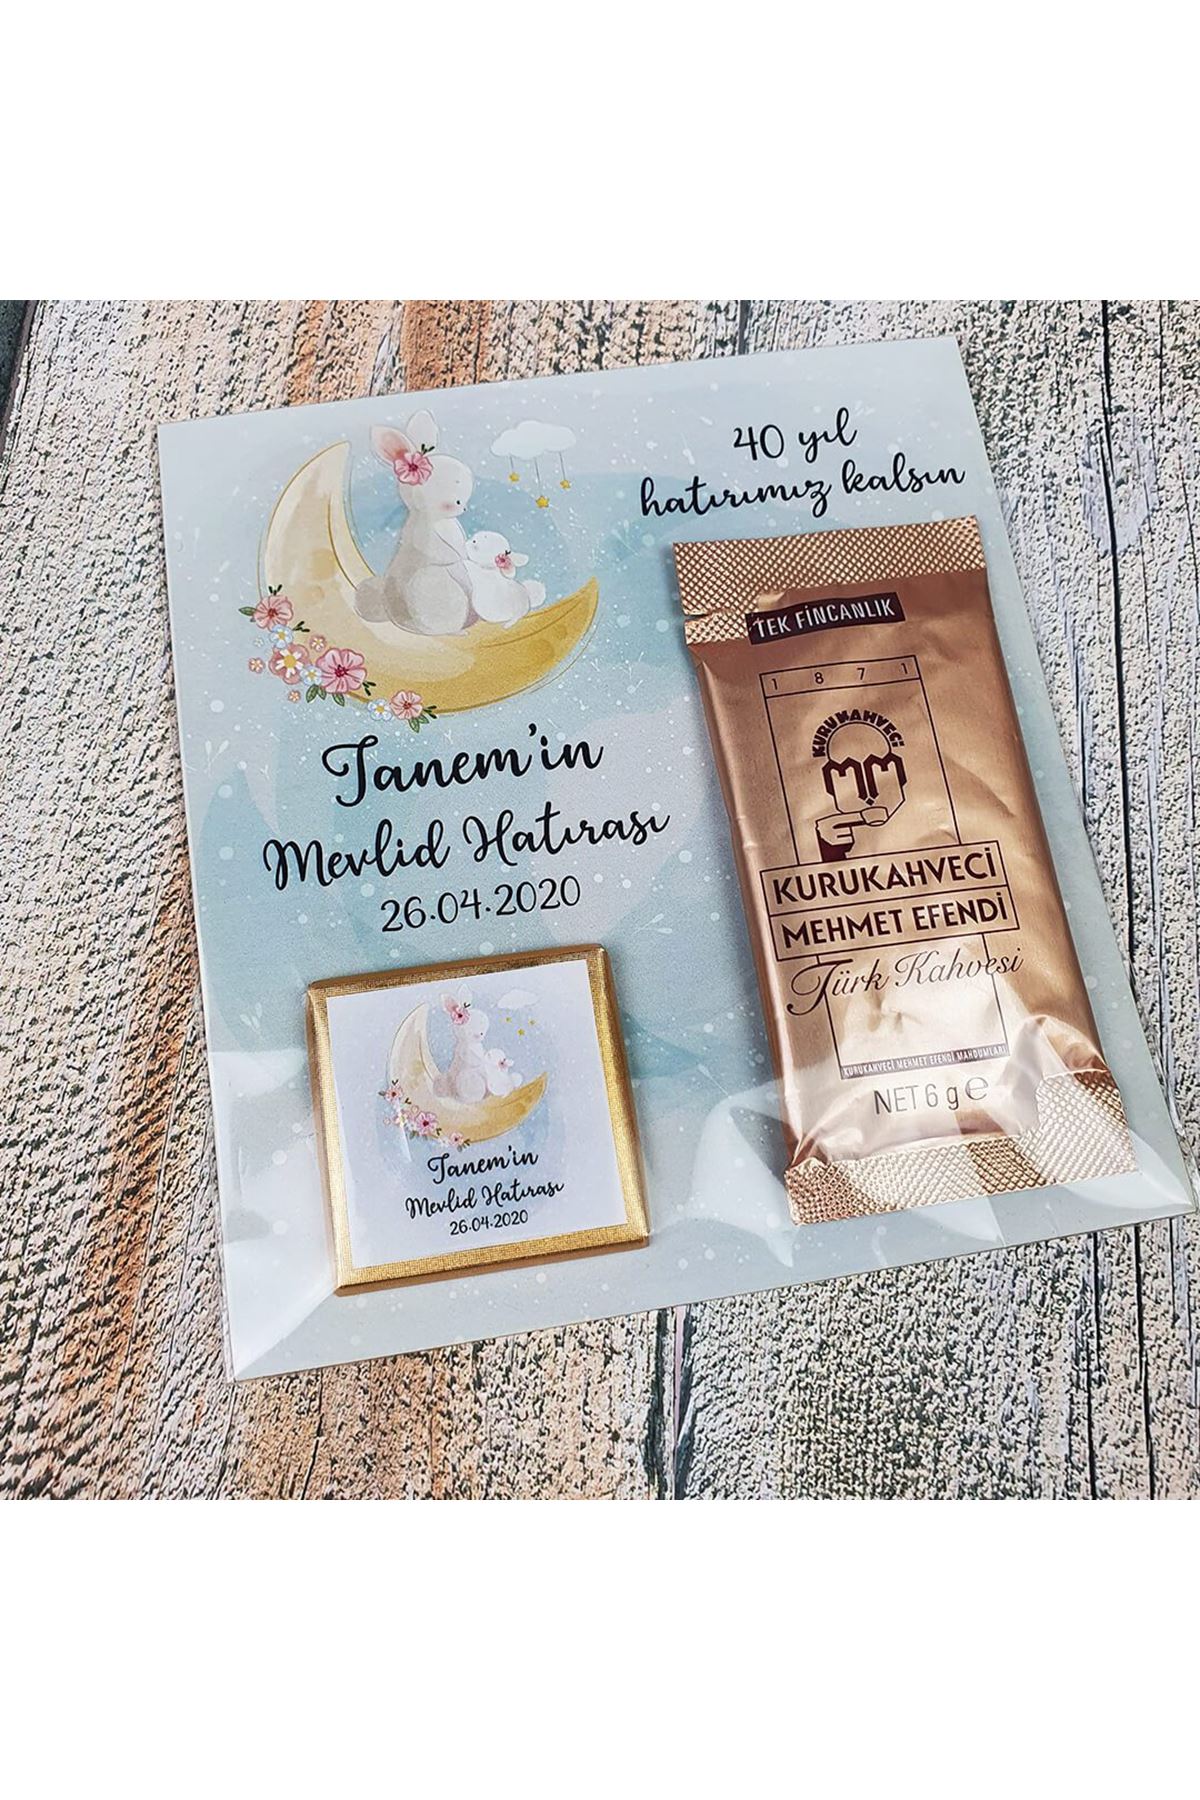 40 yıl
hatırımız kalsın
Tanem'in
Mevlid Hatırası
26.04.2020
TEK FİNCANLIK
1871
KURUKAHVECİ
MM
KURUKAHVECİ
MEHMET EFENDİ
Türk Kahvesi
KURUKAHVECİ MEHMET EFENDİ MAHDUMLARI
NET 6 g e
Tanem'in
Mevlid Hatırası
26.04.2020